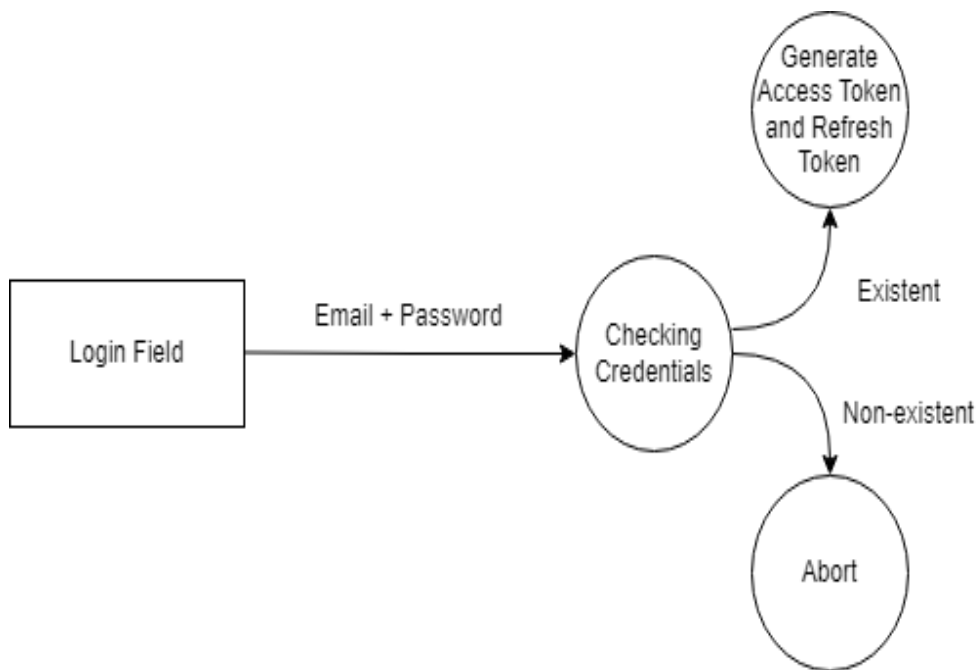 Generate
Access Token
and Refresh
Token
Existent
Email + Password
Checking
Credentials
Login Field
Non-existent
Abort